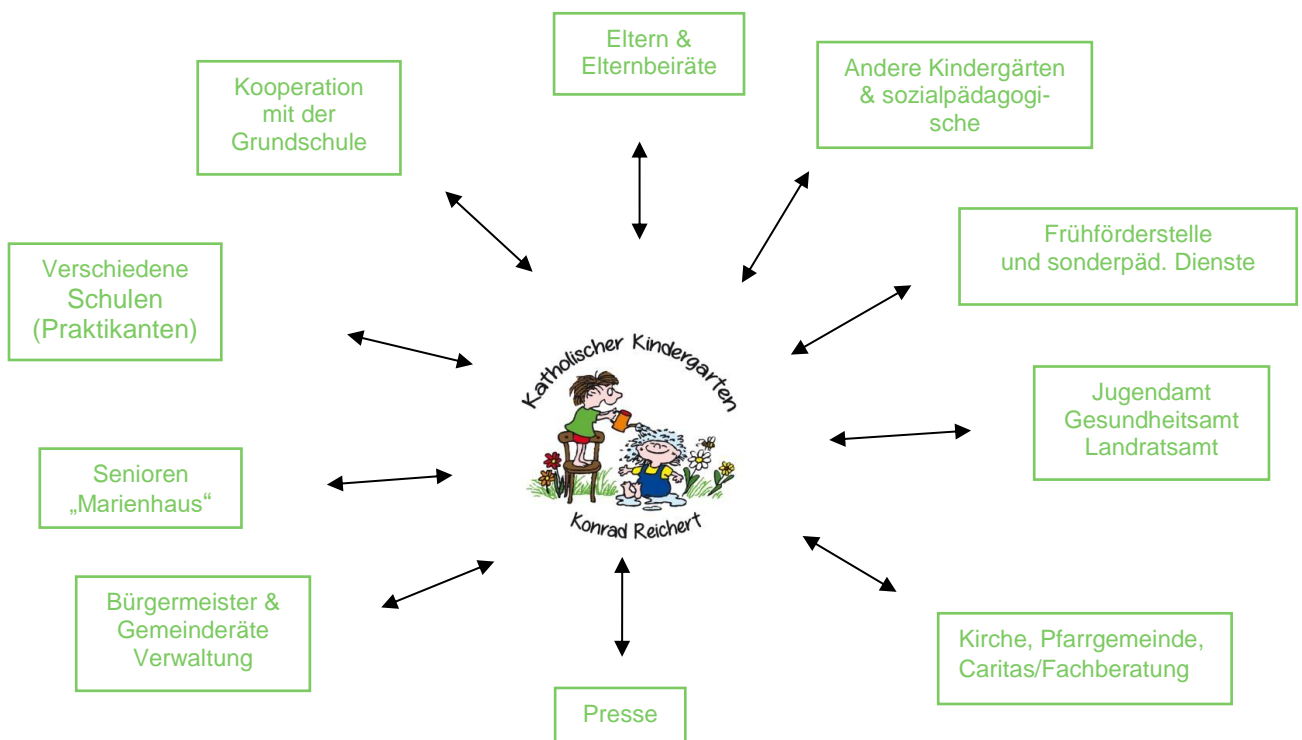 Eltern &
Elternbeiräte
Andere Kindergärten
& sozialpädagogi-
sche
Kooperation
mit der
Grundschule
Frühförderstelle
und sonderpäd. Dienste
Verschiedene
Schulen
(Praktikanten)
Katholischer Kindergarten
Konrad Reichert
Jugendamt
Gesundheitsamt
Landratsamt
Senioren
„Marienhaus“
Bürgermeister &
Gemeinderäte
Verwaltung
Kirche, Pfarrgemeinde,
Caritas/Fachberatung
Presse